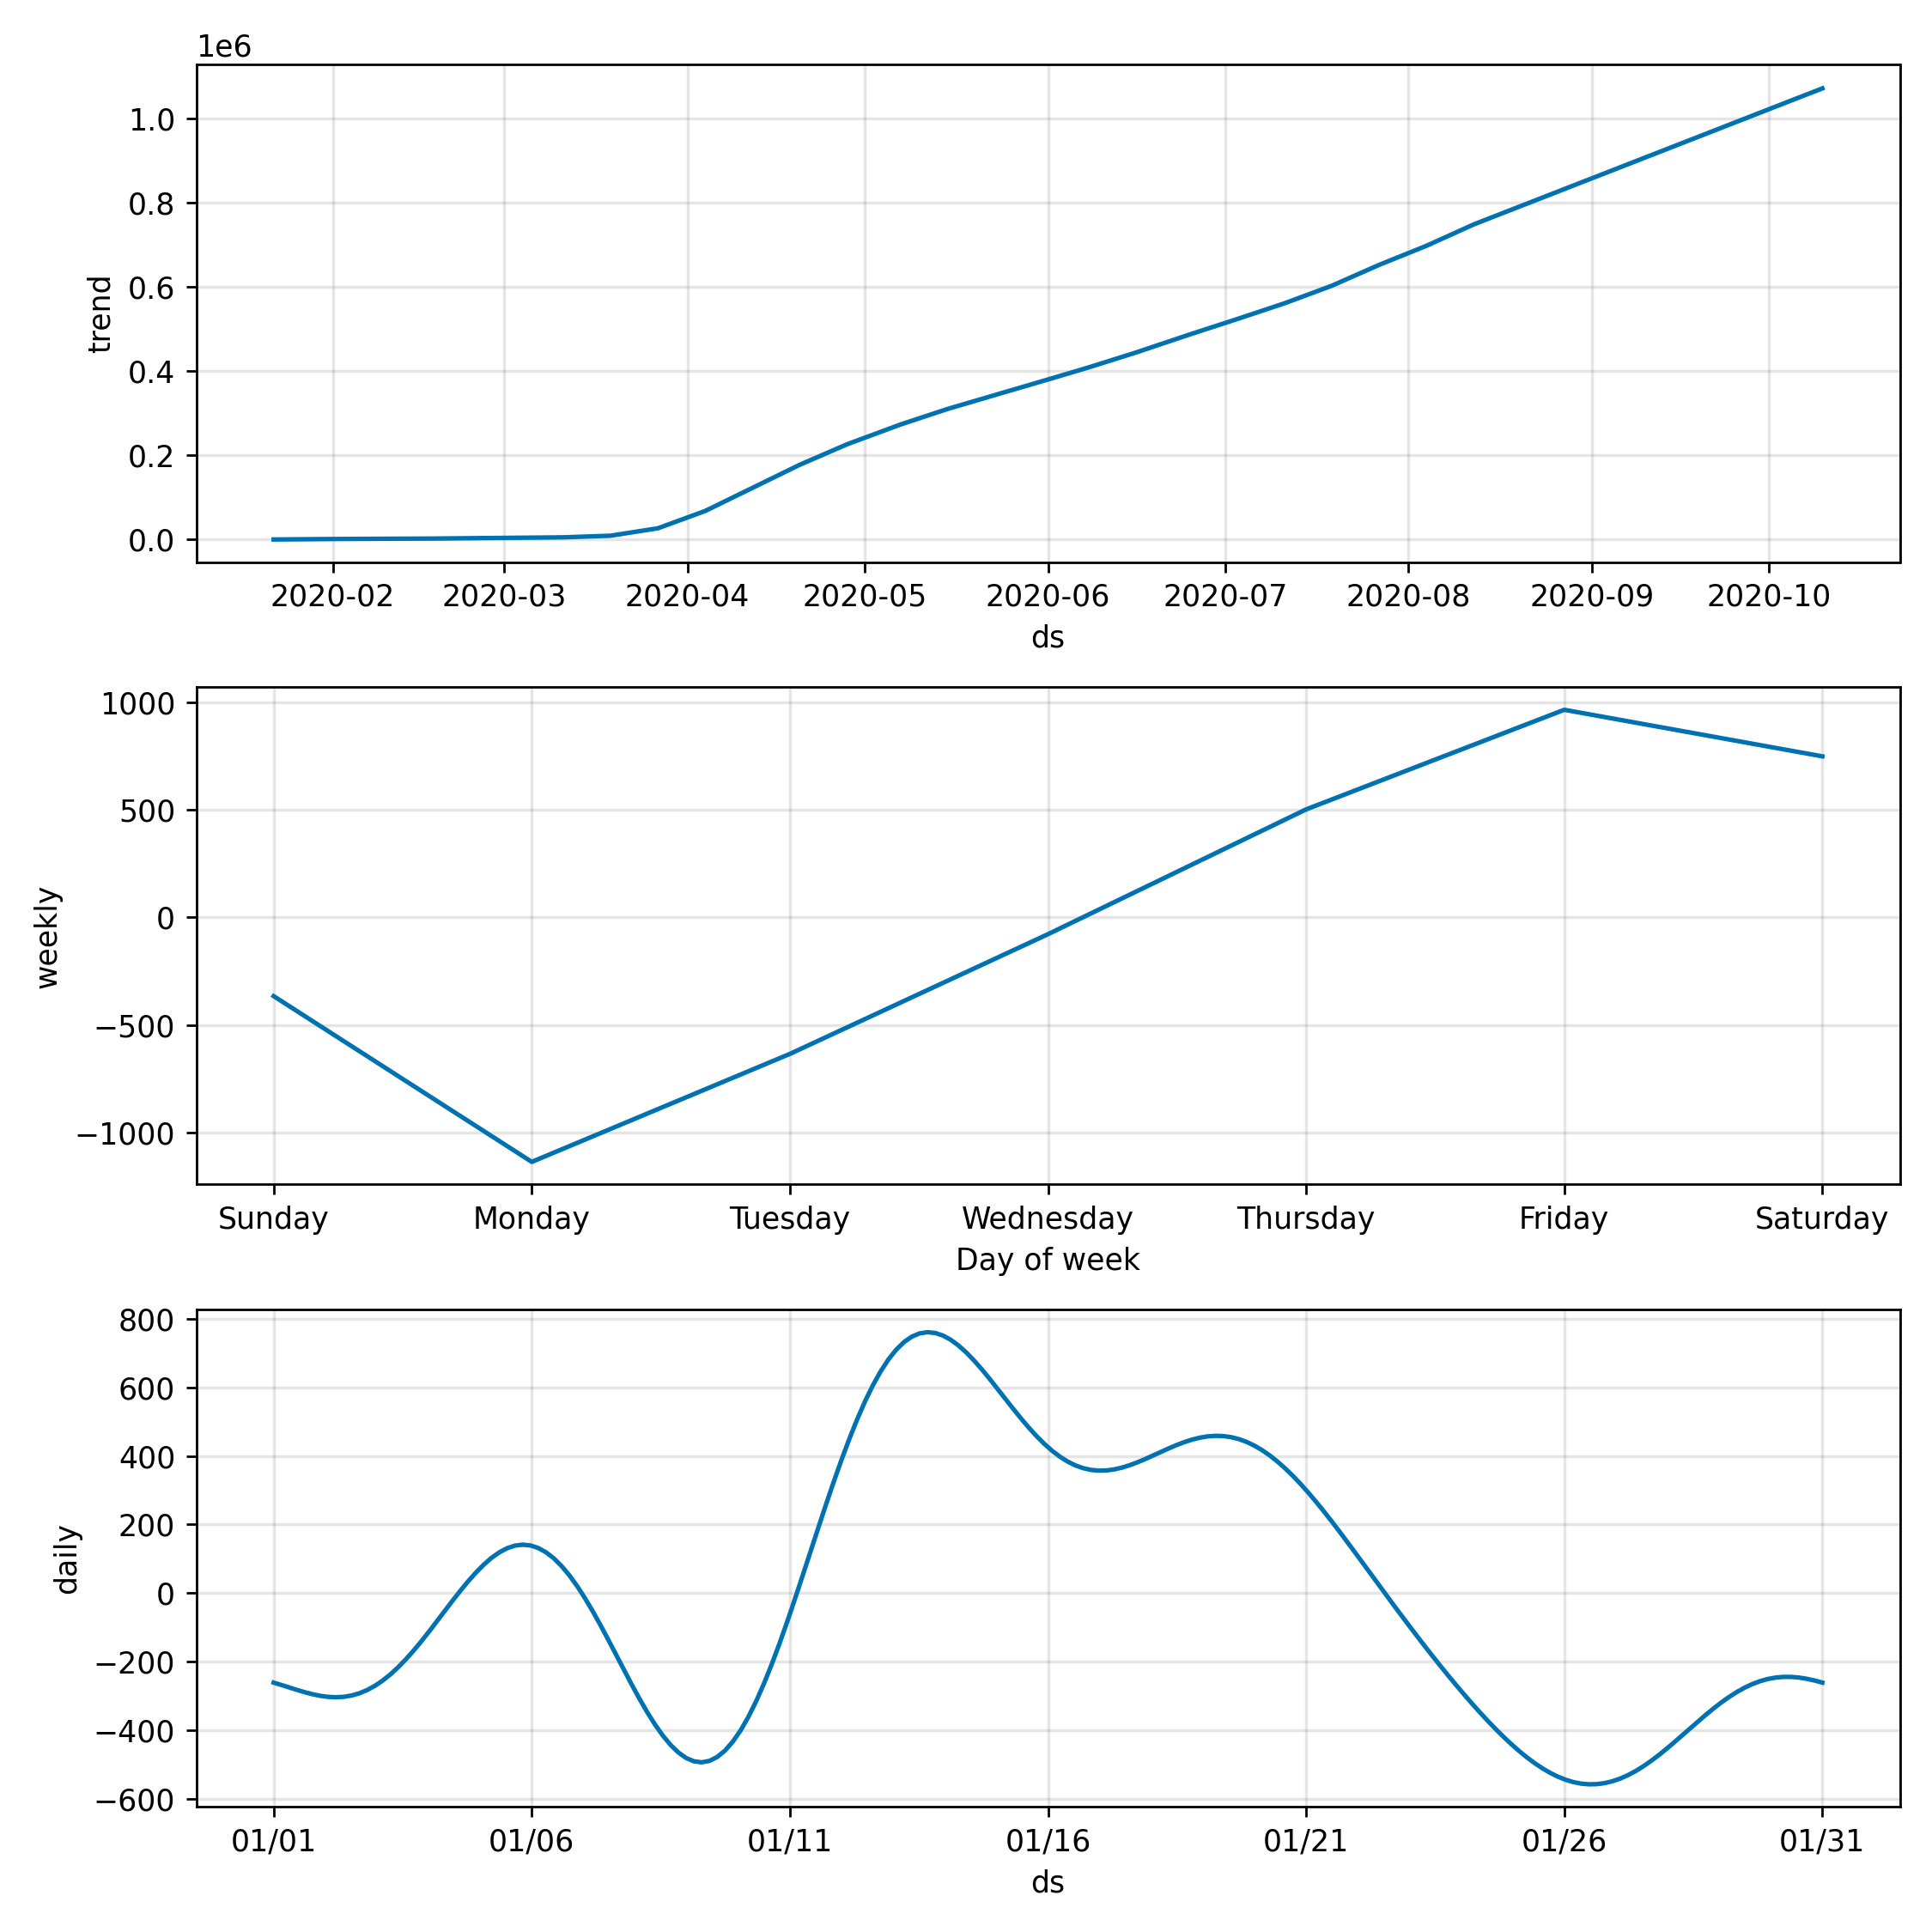 1e6
1.0
0.8
0.6
0.4
0.2
0.0
trend
2020-02 2020-03 2020-04 2020-05 2020-06 2020-07 2020-08 2020-09 2020-10
ds
1000
500
0
−500
−1000
weekly
Sunday Monday Tuesday Wednesday Thursday Friday Saturday
Day of week
800
600
400
200
0
−200
−400
−600
daily
01/01 01/06 01/11 01/16 01/21 01/26 01/31
ds